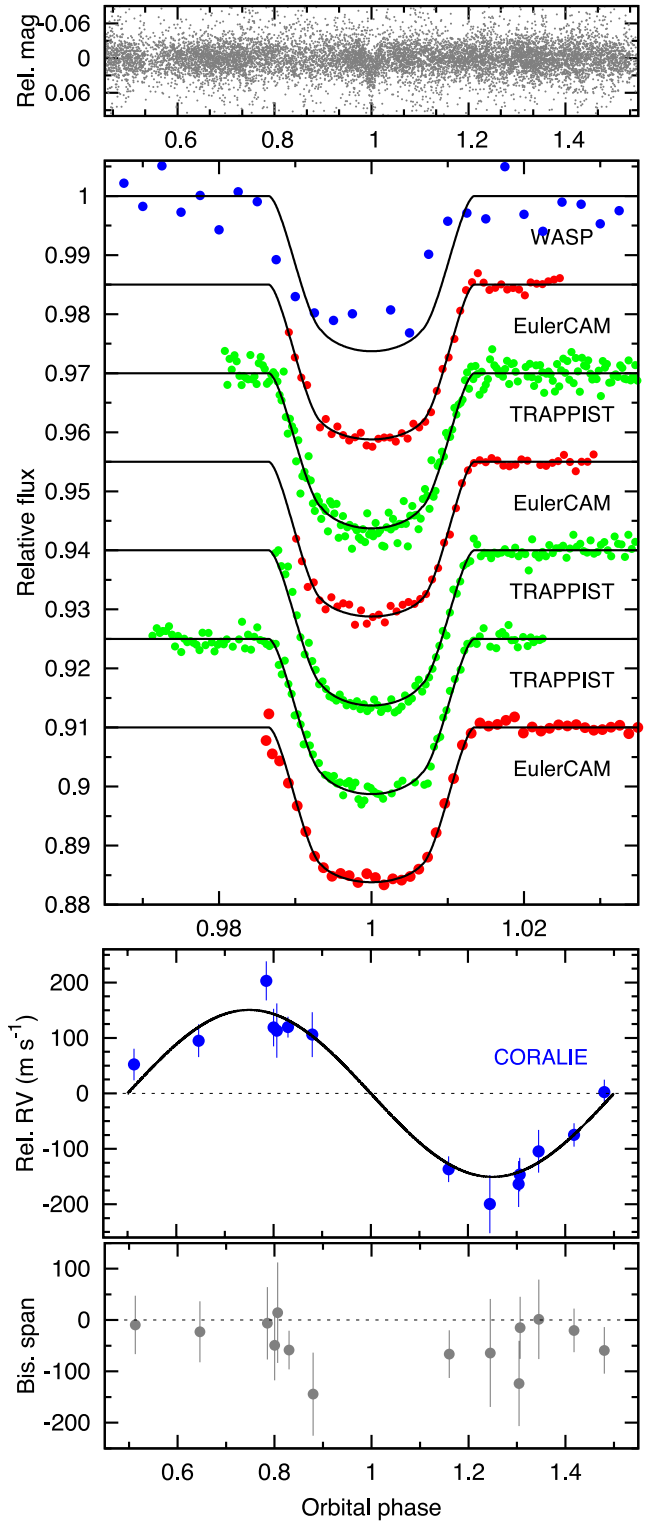 Rel. mag
-0.06
0
0.06
0.6
0.8
1
1.2
1.4
Relative flux
1
0.99
0.98
0.97
0.96
0.95
0.94
0.93
0.92
0.91
0.9
0.89
0.88
WASP
EulerCAM
TRAPPIST
EulerCAM
TRAPPIST
TRAPPIST
EulerCAM
0.98
1
1.02
Rel. RV (m s⁻¹)
200
100
0
-100
-200
CORALIE
Bis. span
100
0
-100
-200
0.6
0.8
1
1.2
1.4
Orbital phase